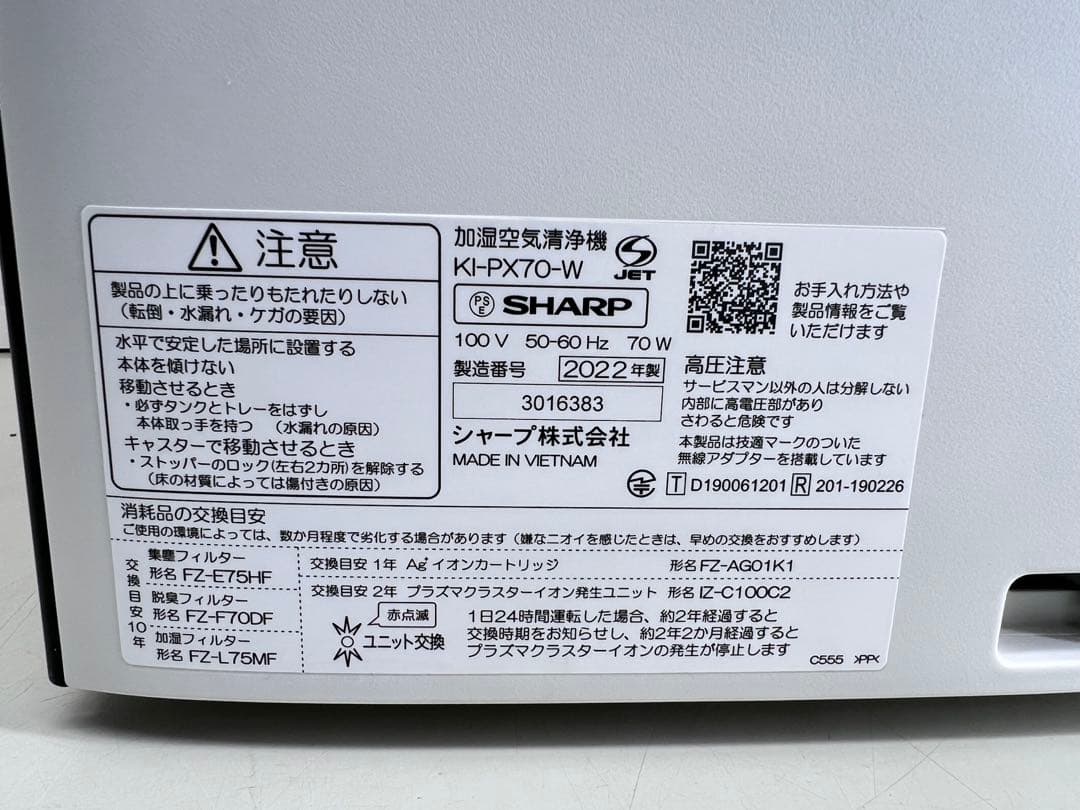 注意
製品の上に乗ったりもたれたりしない
（転倒・水漏れ・ケガの要因）
水平で安定した場所に設置する
本体を傾けない
移動させるとき
・必ずタンクとトレーをはずし
本体取っ手を持つ （水漏れの原因）
キャスターで移動させるとき
・ストッパーのロック（左右2カ所）を解除する
（床の材質によっては傷付きの原因）
加湿空気清浄機
KI-PX70-W
JET
PSE SHARP
100 V 50-60 Hz 70 W
製造番号 2022年製
3016383
シャープ株式会社
MADE IN VIETNAM
お手入れ方法や
製品情報をご覧
いただけます
高圧注意
サービスマン以外の人は分解しない
内部に高電圧部があり
さわると危険です
本製品は技適マークのついた
無線アダプターを搭載しています
T D190061201 R 201-190226
消耗品の交換目安
ご使用の環境によっては、数か月程度で劣化する場合があります（嫌なニオイを感じたときは、早めの交換をおすすめします）
交換目安10年
集塵フィルター
形名 FZ-E75HF
脱臭フィルター
形名 FZ-F70DF
加湿フィルター
形名 FZ-L75MF
交換目安 1年 Ag+イオンカートリッジ 形名 FZ-AG01K1
交換目安 2年 プラズマクラスターイオン発生ユニット 形名 IZ-C100C2
赤点滅
ユニット交換
1日24時間運転した場合、約2年経過すると
交換時期をお知らせし、約2年2か月経過すると
プラズマクラスターイオンの発生が停止します
C555 >PP<